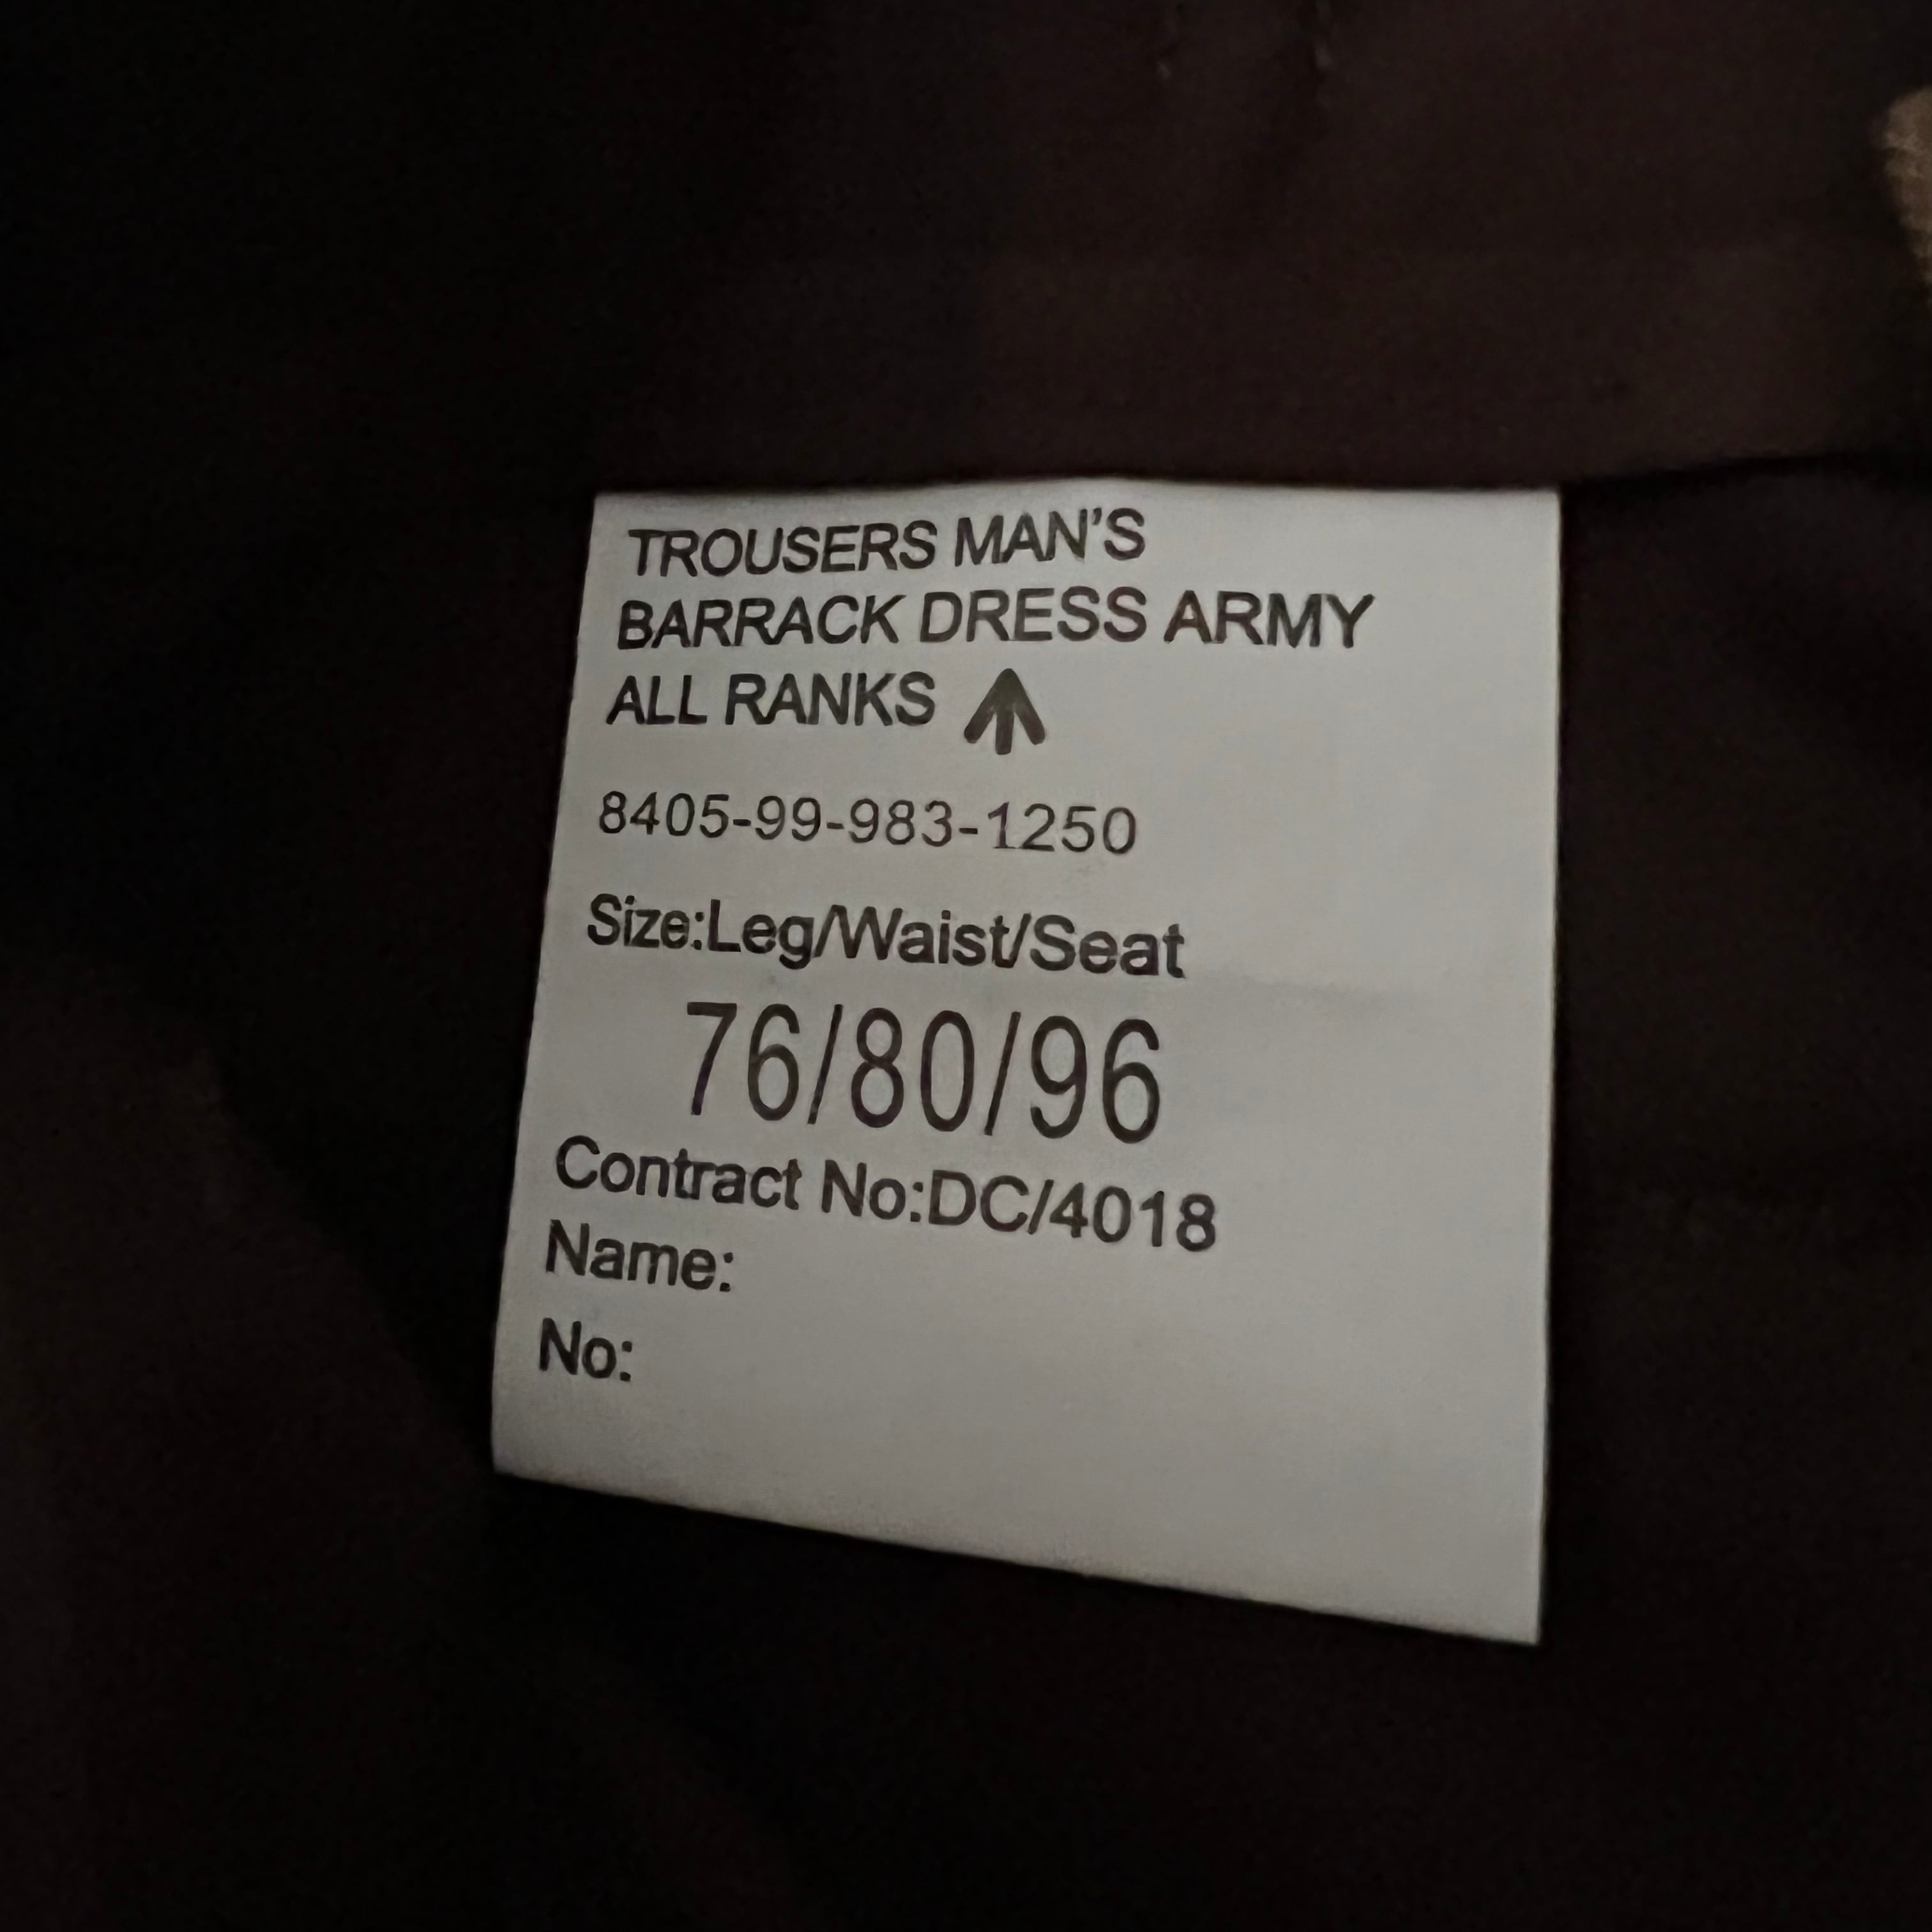 TROUSERS MAN'S
BARRACK DRESS ARMY
ALL RANKS
8405-99-983-1250
Size:Leg/Waist/Seat
76/80/96
Contract No:DC/4018
Name:
No: